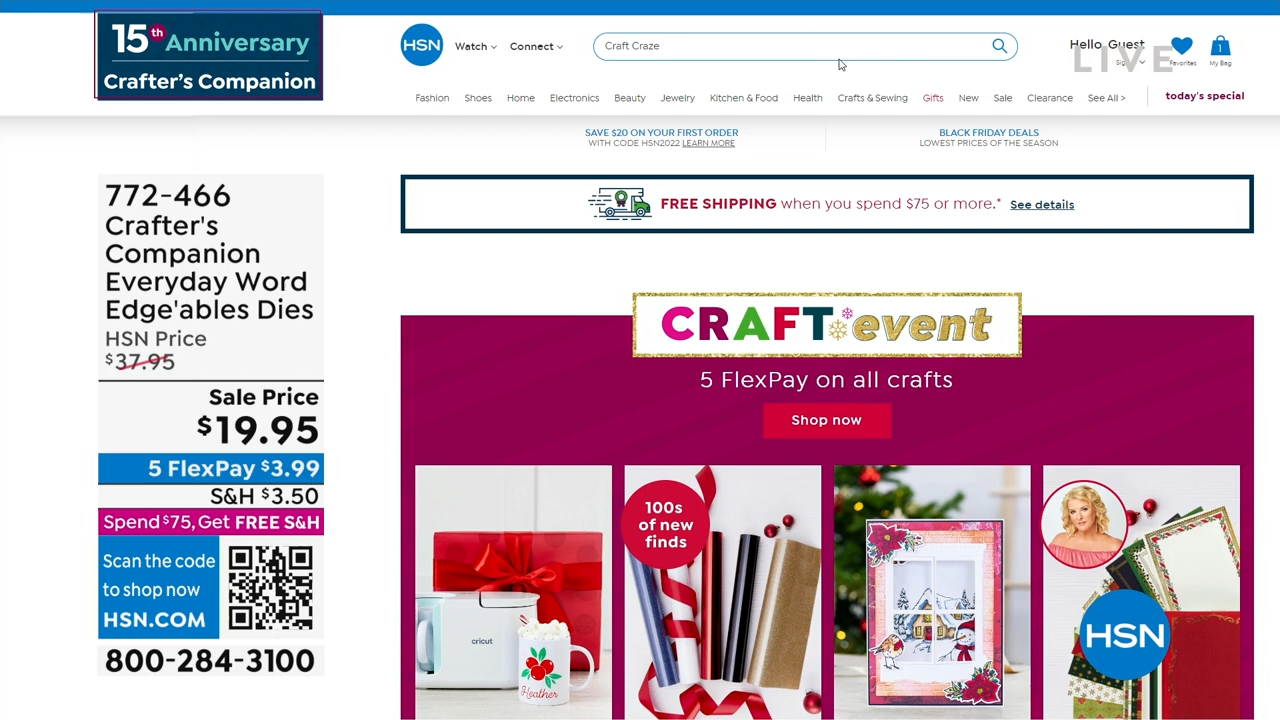 15th Anniversary
Crafter's Companion
HSN
Watch
Connect
Craft Craze
Hello, Guest
LIVE
Favorites
1
My Bag
Fashion
Shoes
Home
Electronics
Beauty
Jewelry
Kitchen & Food
Health
Crafts & Sewing
Gifts
New
Sale
Clearance
See All >
today's special
SAVE $20 ON YOUR FIRST ORDER
WITH CODE HSN2022 LEARN MORE
BLACK FRIDAY DEALS
LOWEST PRICES OF THE SEASON
772-466
Crafter's
Companion
Everyday Word
Edge'ables Dies
HSN Price
$37.95
Sale Price
$19.95
5 FlexPay $3.99
S&H $3.50
Spend $75, Get FREE S&H
Scan the code
to shop now
HSN.COM
800-284-3100
FREE SHIPPING when you spend $75 or more.* See details
CRAFT event
5 FlexPay on all crafts
Shop now
cricut
Heather
100s
of new
finds
HSN